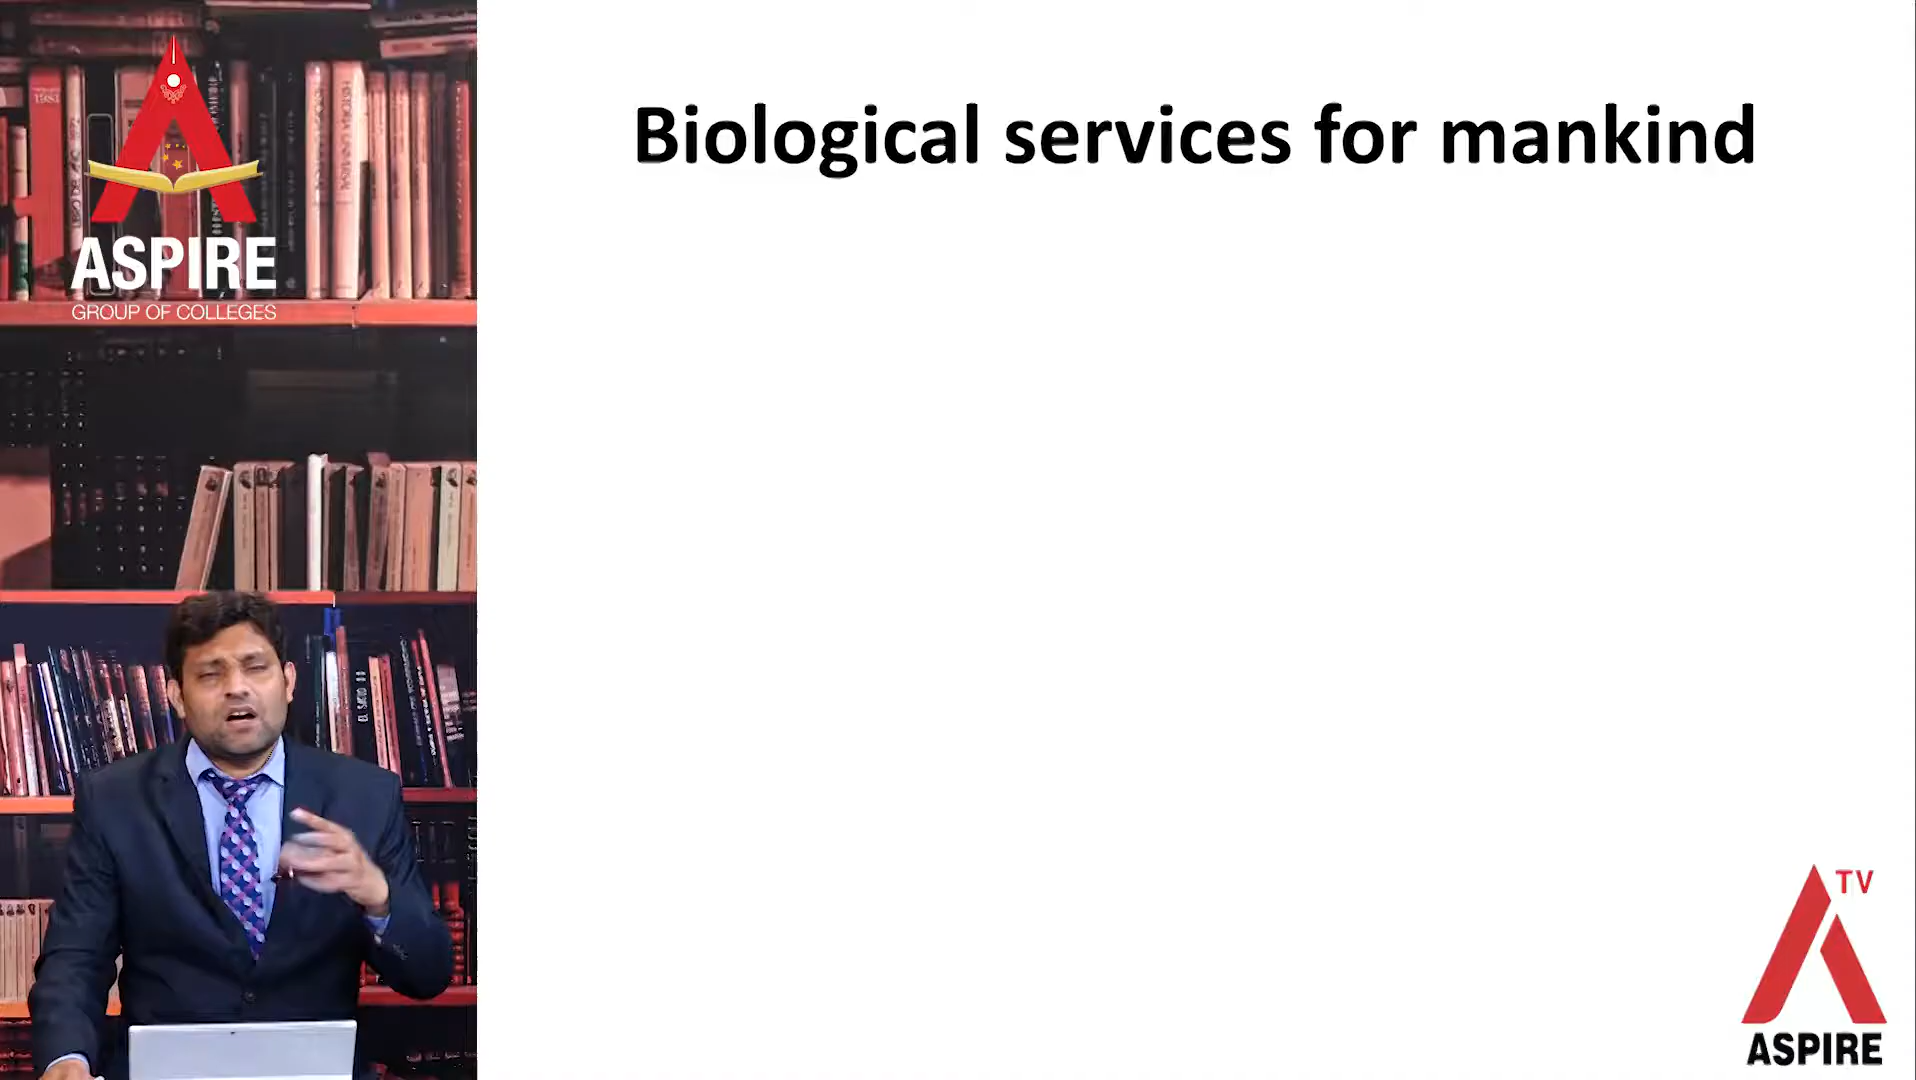 ASPIRE
GROUP OF COLLEGES
Biological services for mankind
TV
ASPIRE